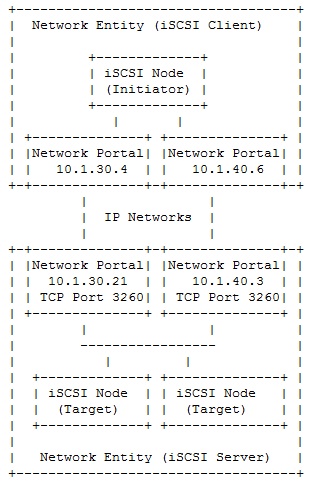 Network Entity (iSCSI Client)
iSCSI Node
(Initiator)
Network Portal Network Portal
10.1.30.4 10.1.40.6
IP Networks
Network Portal Network Portal
10.1.30.21 10.1.40.3
TCP Port 3260 TCP Port 3260
iSCSI Node iSCSI Node
(Target) (Target)
Network Entity (iSCSI Server)